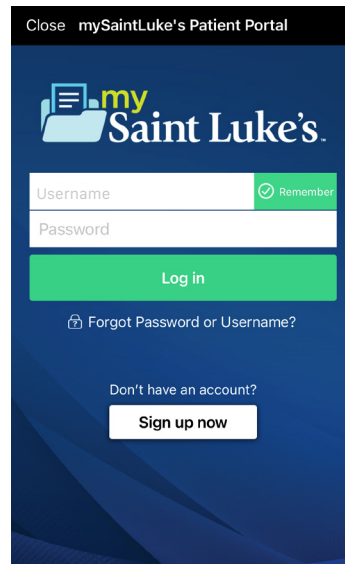 Close mySaintLuke's Patient Portal
my
Saint Luke's
Username
Remember
Password
Log in
Forgot Password or Username?
Don't have an account?
Sign up now